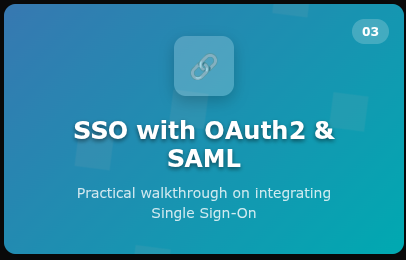 03
SSO with OAuth2 &
SAML
Practical walkthrough on integrating
Single Sign-On